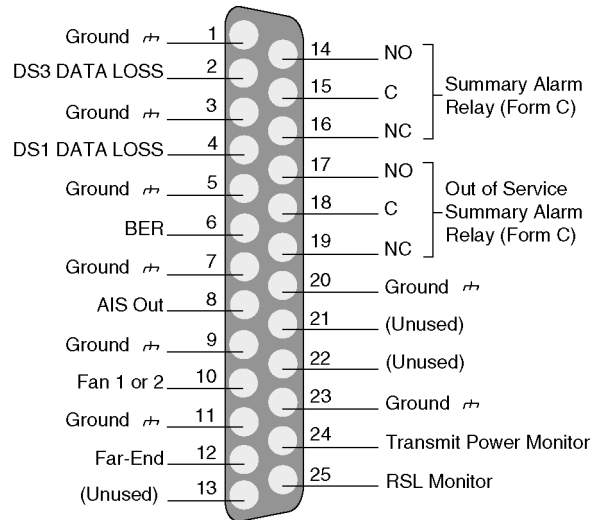 Ground 1
DS3 DATA LOSS 2
Ground 3
DS1 DATA LOSS 4
Ground 5
BER 6
Ground 7
AIS Out 8
Ground 9
Fan 1 or 2 10
Ground 11
Far-End 12
(Unused) 13
14 NO
15 C
16 NC
Summary Alarm
Relay (Form C)
17 NO
18 C
19 NC
Out of Service
Summary Alarm
Relay (Form C)
20 Ground
21 (Unused)
22 (Unused)
23 Ground
24 Transmit Power Monitor
25 RSL Monitor